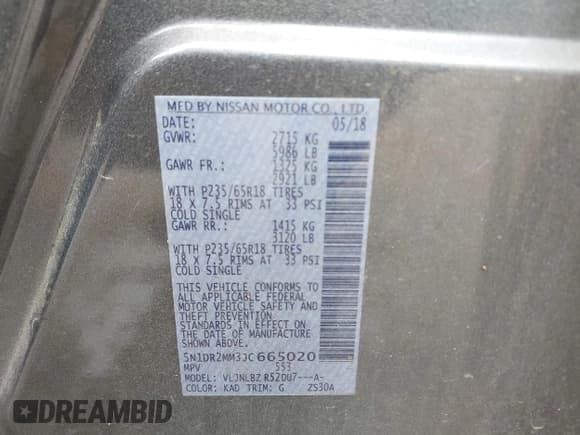 MFD BY NISSAN MOTOR CO., LTD.
DATE: 05/18
GVWR: 2715 KG
5986 LB
GAWR FR.: 1325 KG
2921 LB
WITH P235/65R18 TIRES
18 X 7.5 RIMS AT 33 PSI
COLD SINGLE
GAWR RR.: 1415 KG
3120 LB
WITH P235/65R18 TIRES
18 X 7.5 RIMS AT 33 PSI
COLD SINGLE
THIS VEHICLE CONFORMS TO
ALL APPLICABLE FEDERAL
MOTOR VEHICLE SAFETY AND
THEFT PREVENTION
STANDARDS IN EFFECT ON
THE DATE OF MANUFACTURE
SHOWN ABOVE.
5N1DR2MM3JC665020
MPV 553
MODEL: VLJNLBZ R52DU7---A-
COLOR: KAD TRIM: G ZS30A
DREAMBID